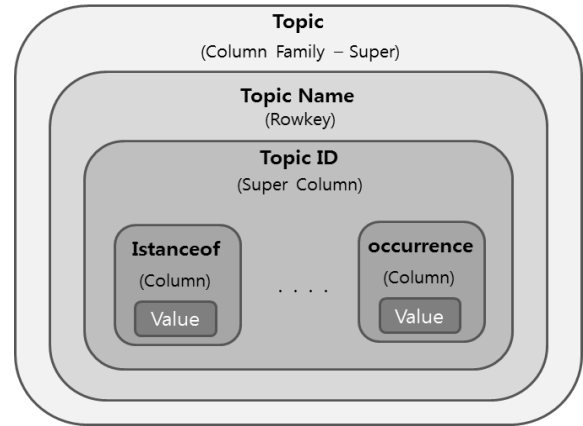 Topic
(Column Family – Super)
Topic Name
(Rowkey)
Topic ID
(Super Column)
Istanceof
(Column)
Value
. . . .
occurrence
(Column)
Value